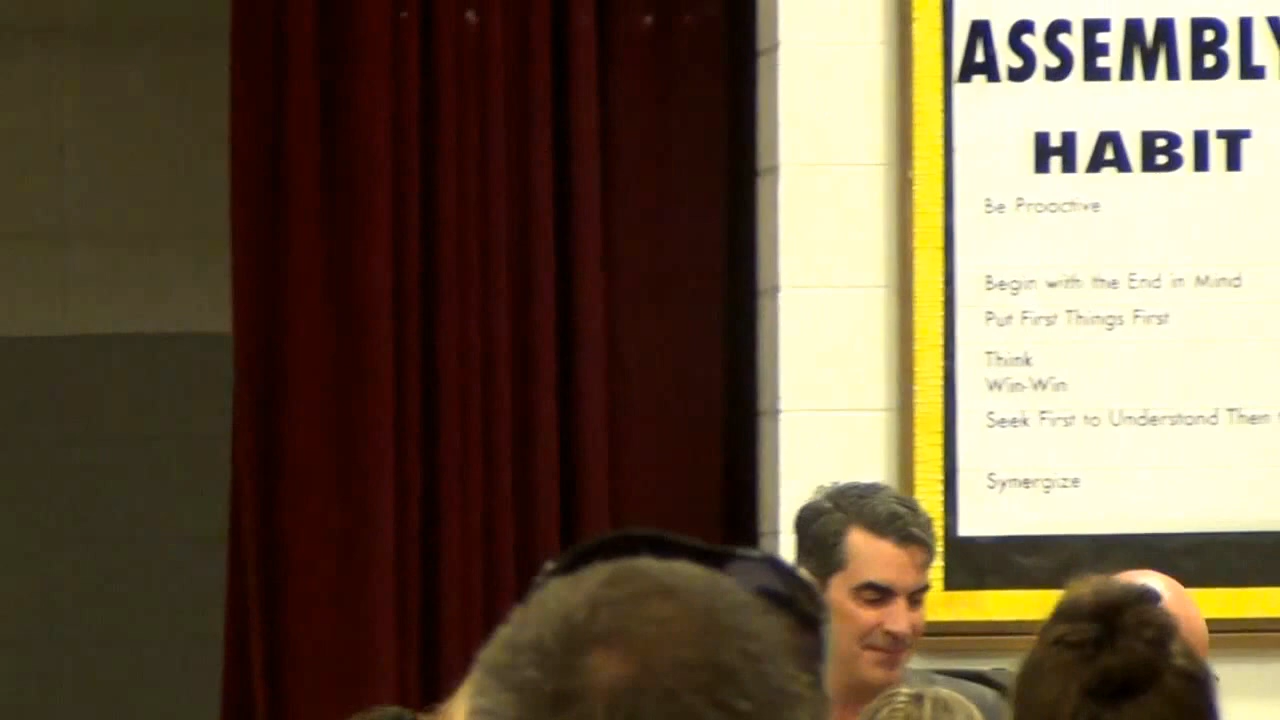 ASSEMBLY
HABIT
Be Proactive
Begin with the End in Mind
Put First Things First
Think
Win-Win
Seek First to Understand Then
Synergize